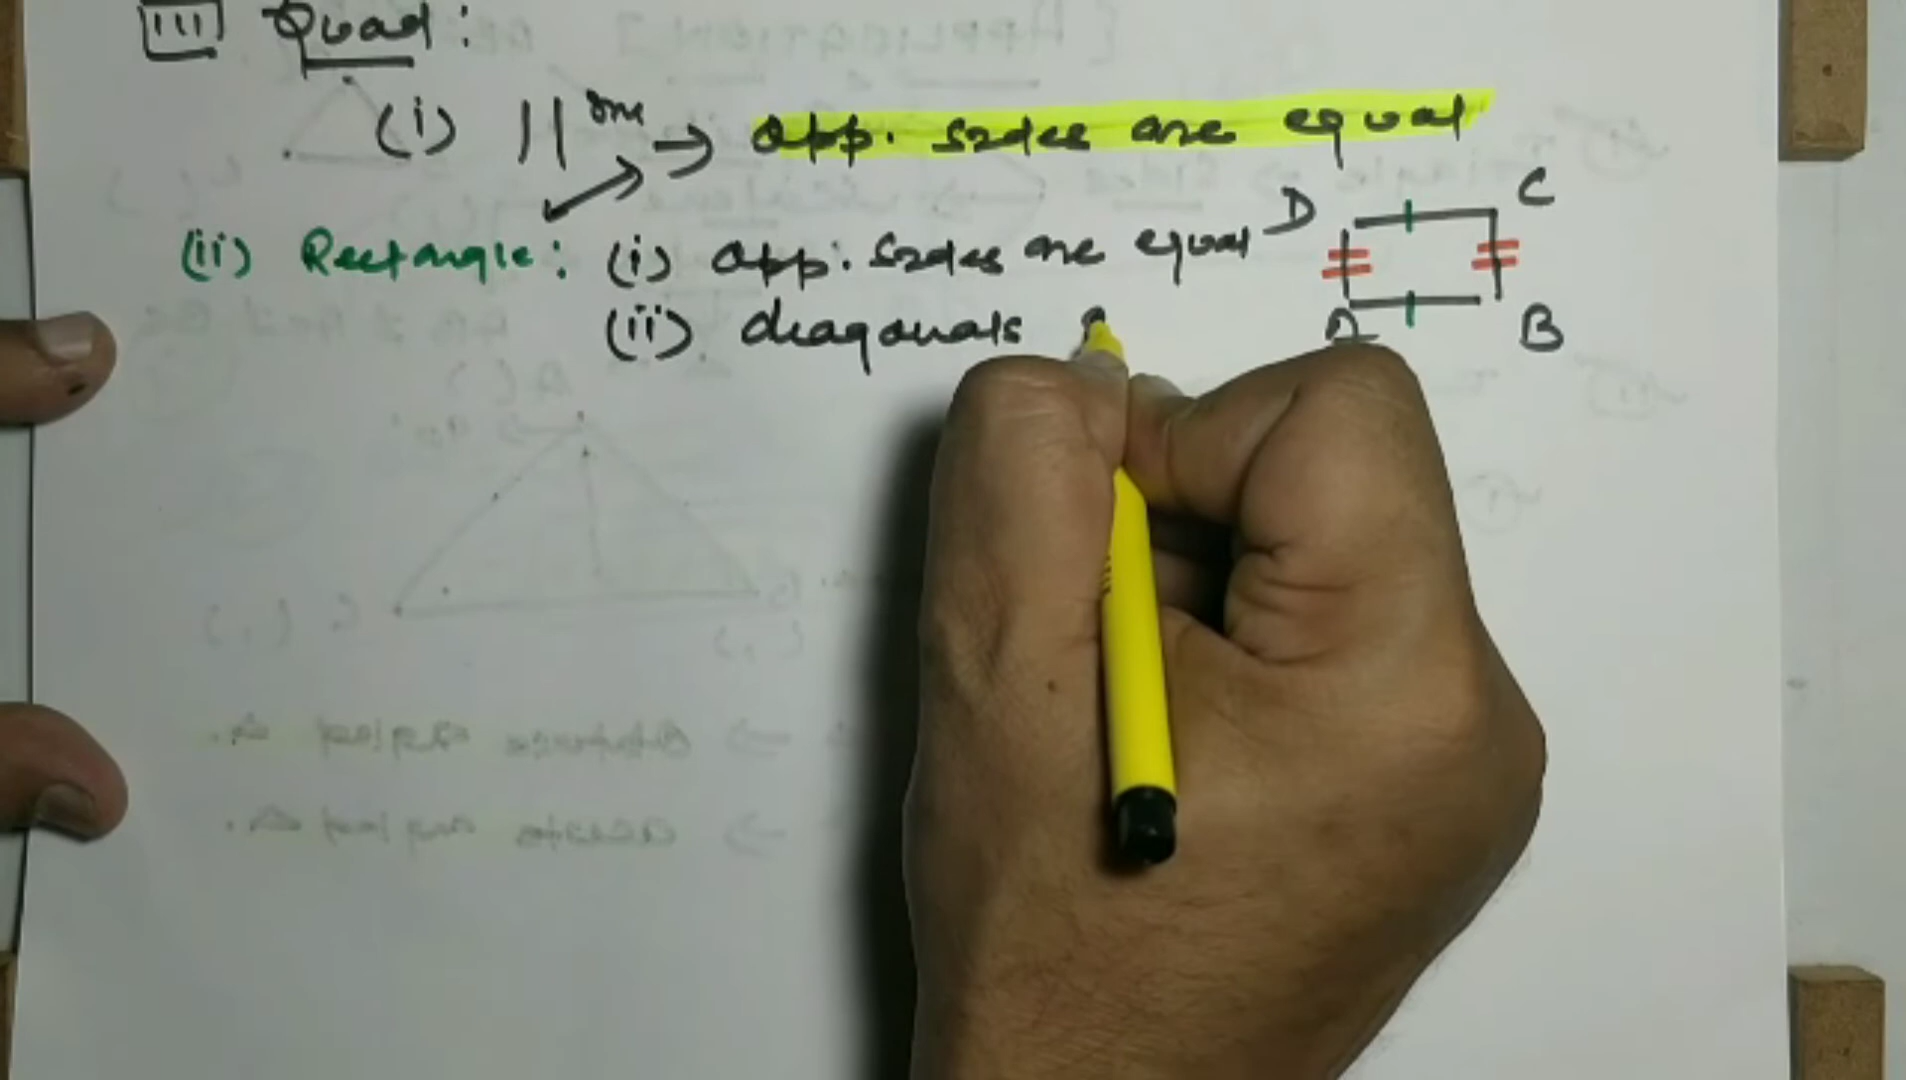 III Quad:
(i) ||gm → opp. sides are equal
(ii) Rectangle: (i) opp. sides are equal
(ii) diagonals
D C
A B